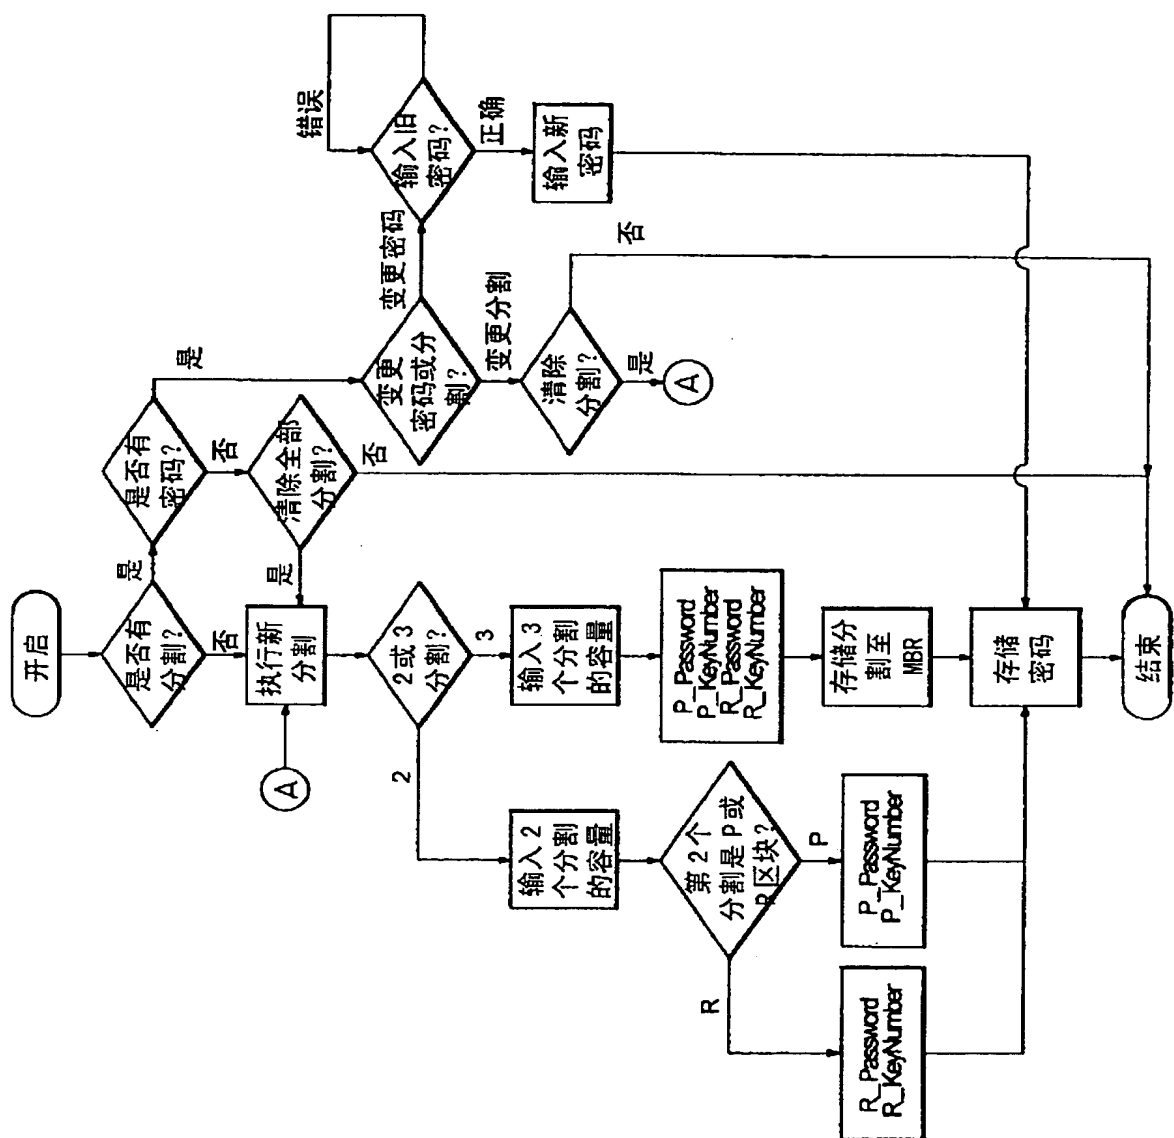 开启
是否有
分割?
是
否
是否有
密码?
是
否
清除全部
分割?
是
否
执行新
分割
A
变更
密码或分
割?
变更密码
变更分割
输入旧
密码?
错误
正确
输入新
密码
清除
分割?
是
否
A
2或3
分割?
2
3
输入3
个分割
的容量
P_Password
P_KeyNumber
R_Password
R_KeyNumber
存储分
割至
MBR
输入2
个分割
的容量
第2个
分割是P或
R区块?
P
R
P_Password
P_KeyNumber
R_Password
R_KeyNumber
存储
密码
结束